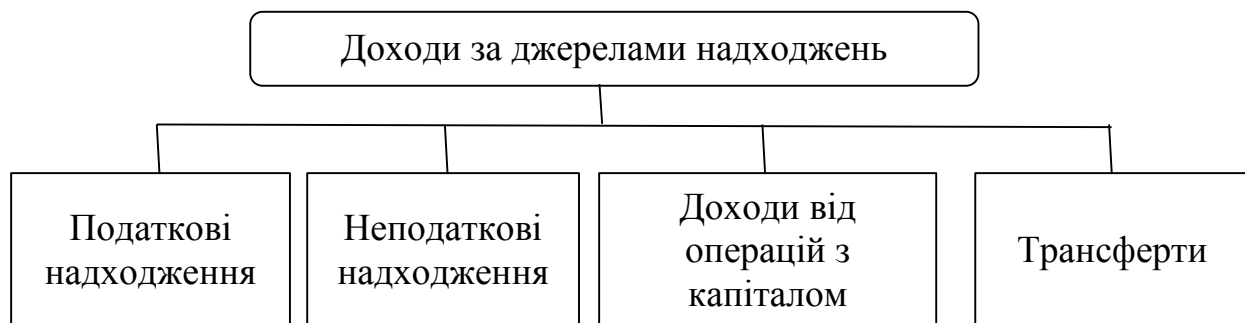 Доходи за джерелами надходжень
Податкові
надходження
Неподаткові
надходження
Доходи від
операцій з
капіталом
Трансферти